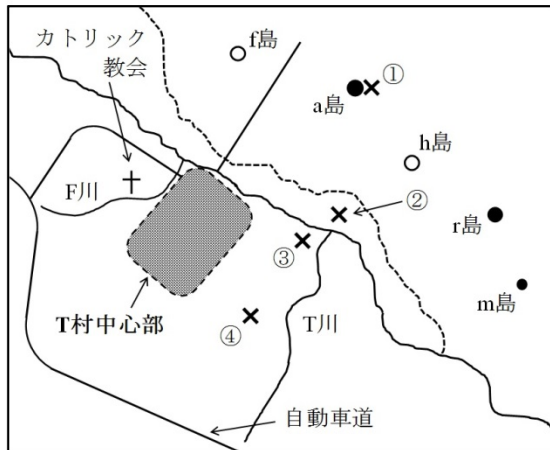 カトリック
教会
f島
①
a島
h島
F川
②
r島
③
m島
T村中心部
④
T川
自動車道